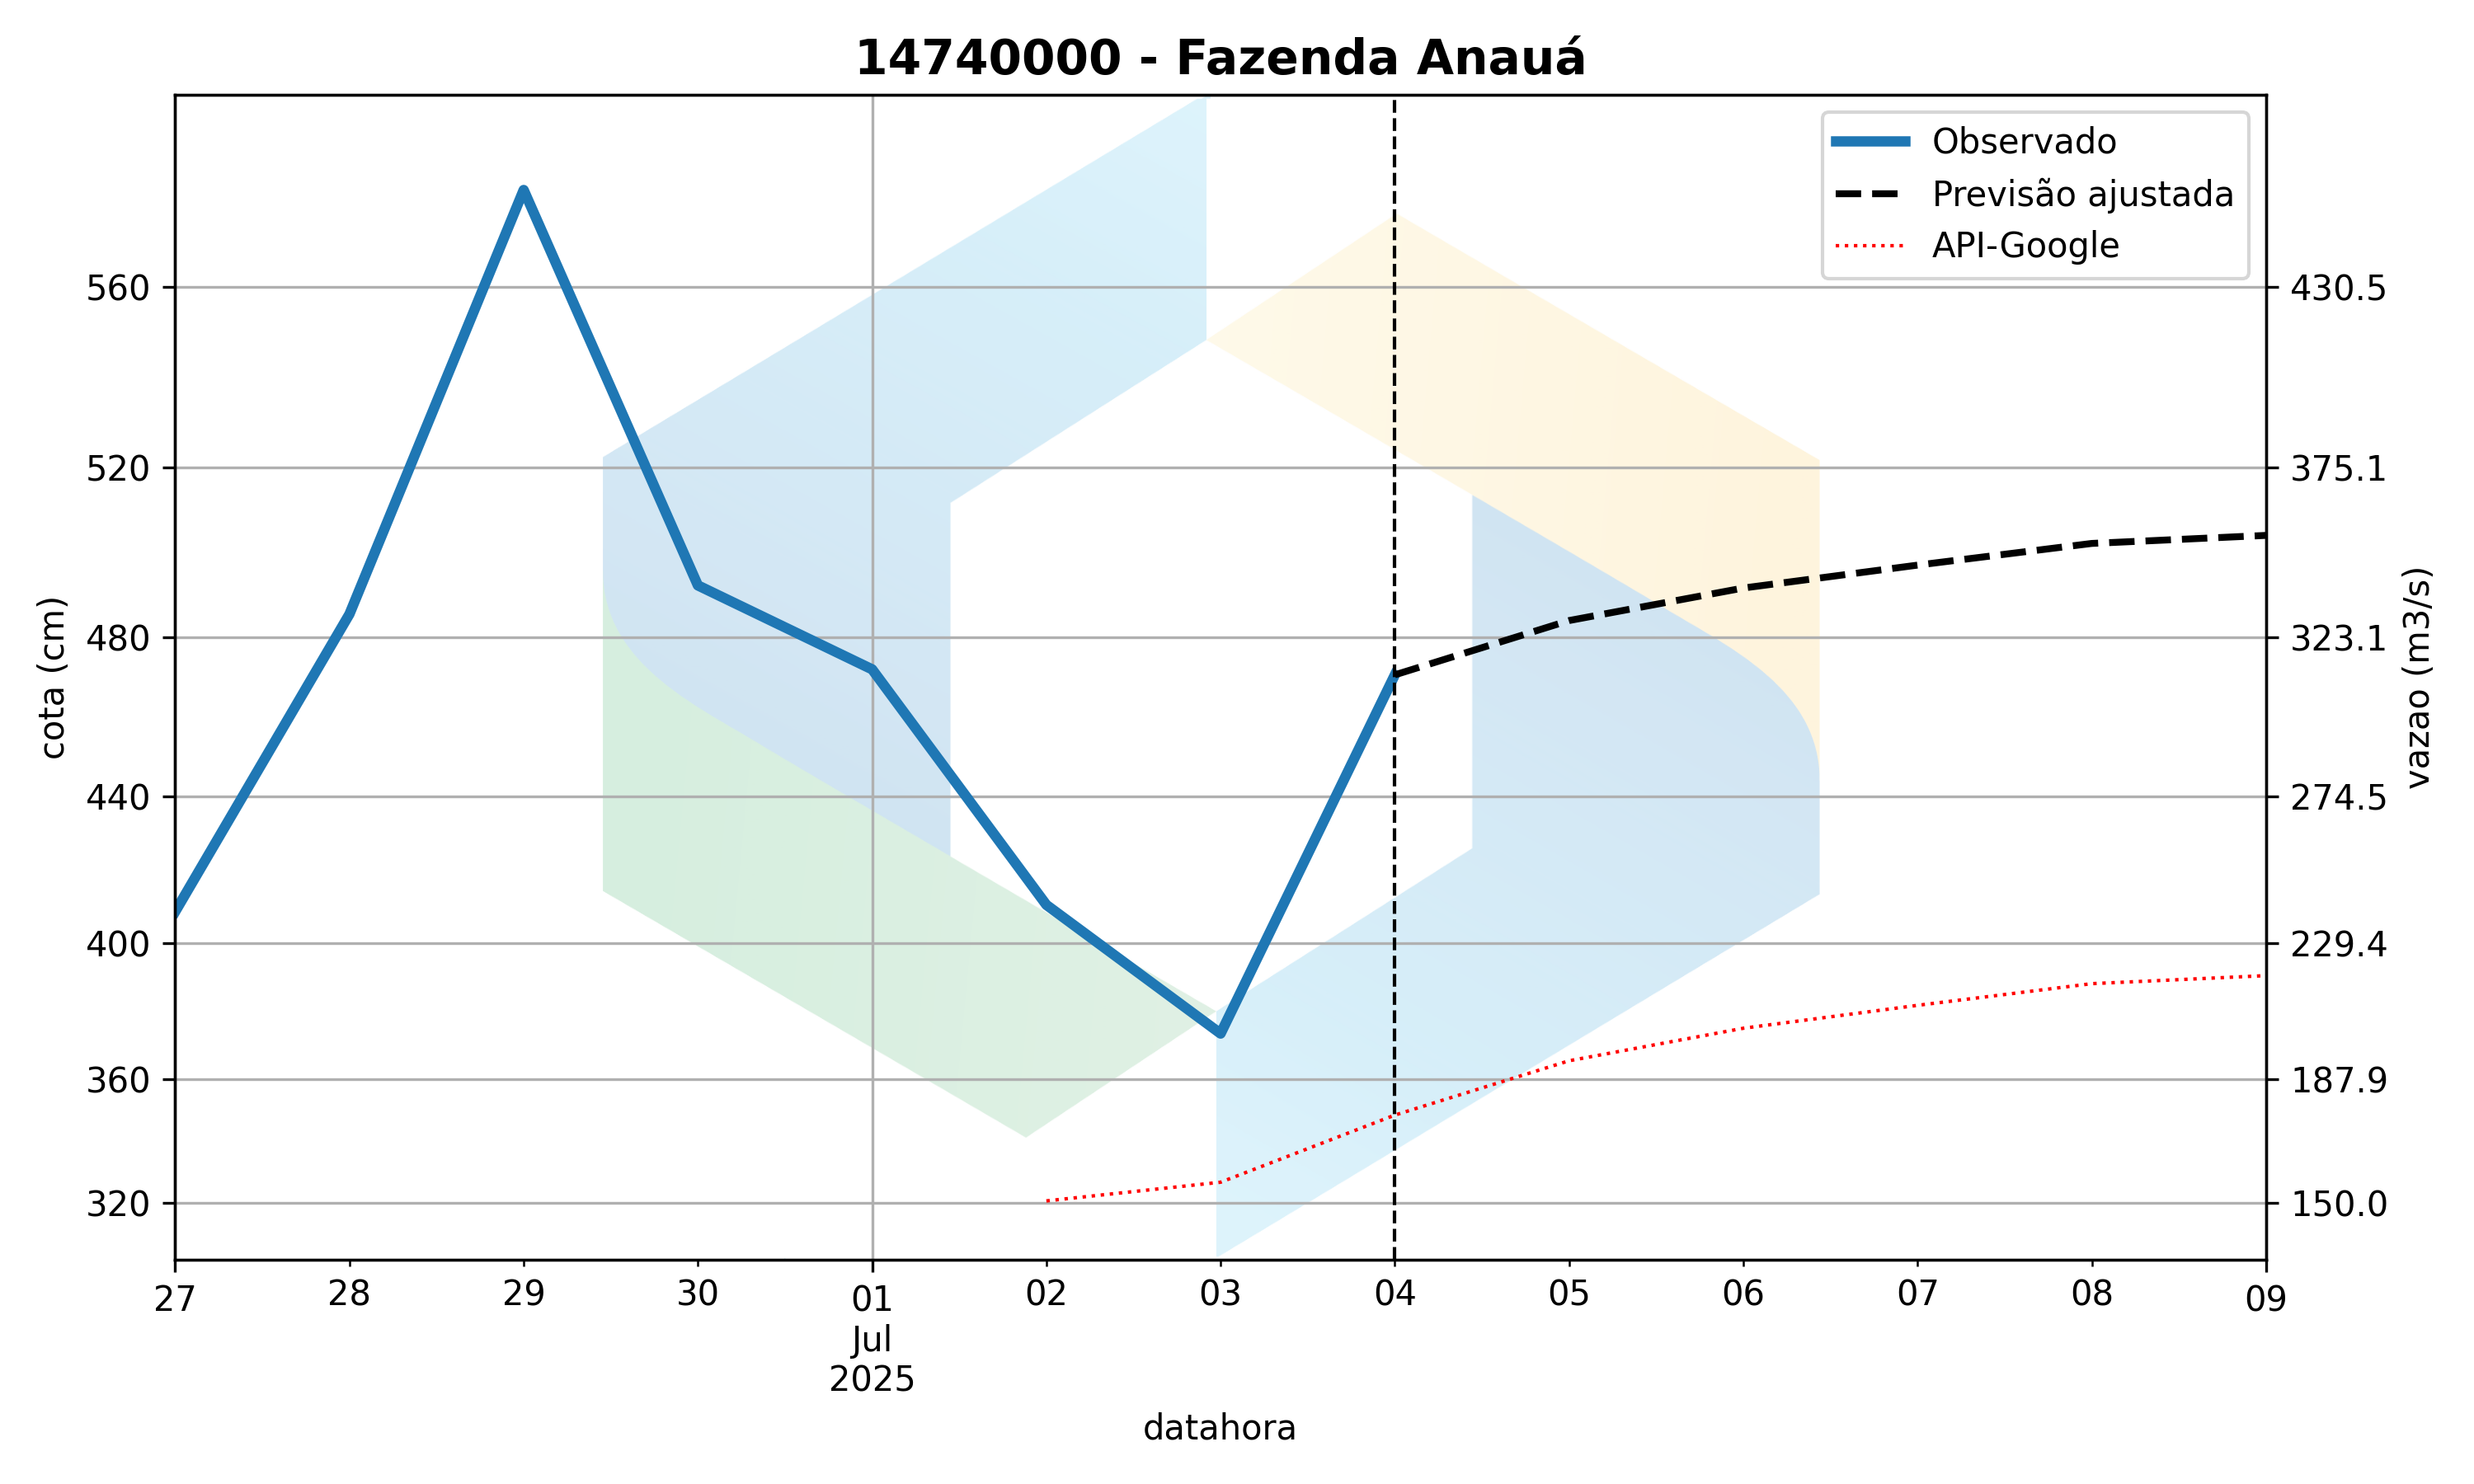 14740000 - Fazenda Anauá
Observado
Previsão ajustada
API-Google
560
520
480
440
400
360
320
cota (cm)
430.5
375.1
323.1
274.5
229.4
187.9
150.0
vazao (m3/s)
27 28 29 30 01 02 03 04 05 06 07 08 09
Jul
2025
datahora